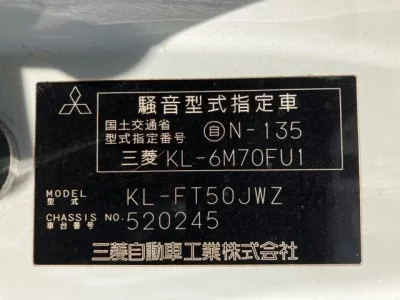 騒音型式指定車
国土交通省
型式指定番号 自N-135
三菱 KL-6M70FU1
MODEL
型式 KL-FT50JWZ
CHASSIS NO.
車台番号 520245
三菱自動車工業株式会社